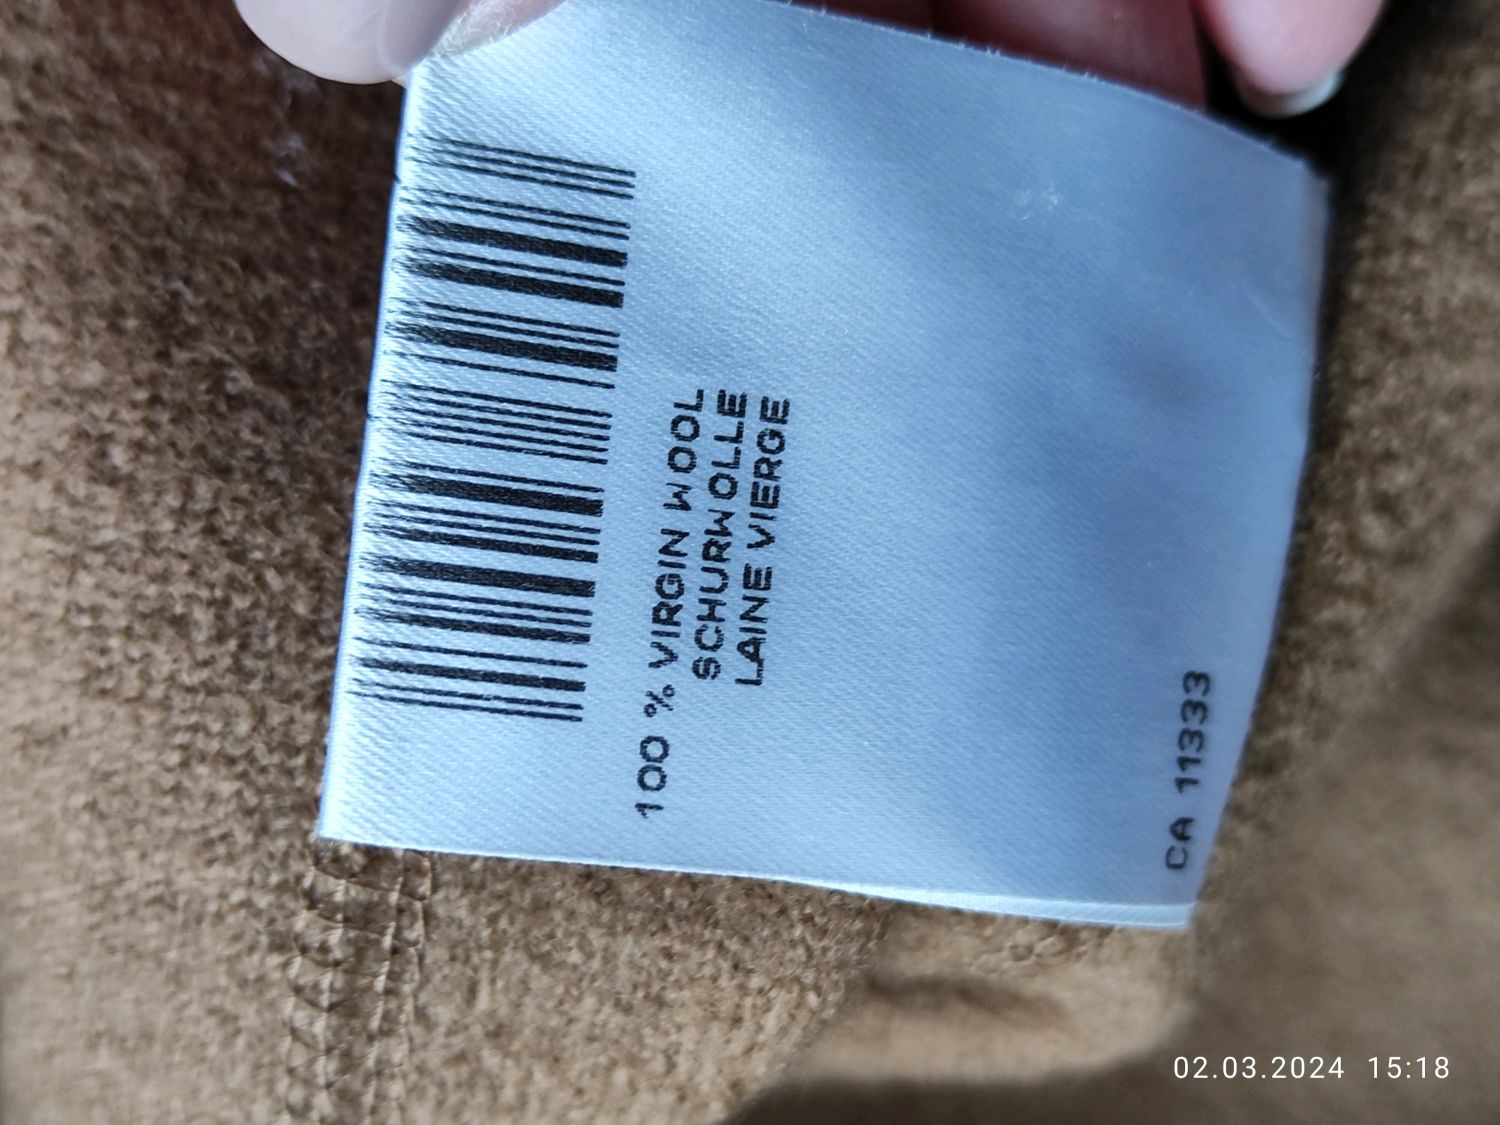 100 % VIRGIN WOOL
SCHURWOLLE
LAINE VIERGE
CA 11333
02.03.2024 15:18